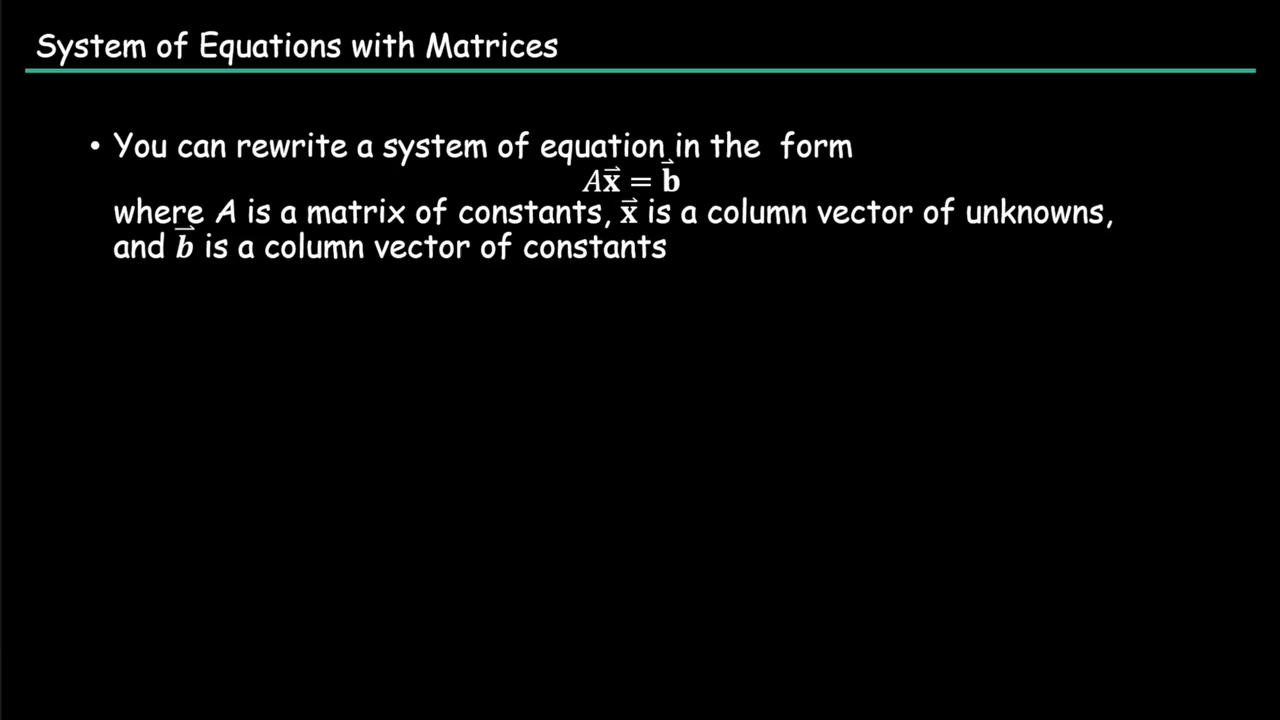 System of Equations with Matrices
• You can rewrite a system of equation in the form
A𝐱⃗ = 𝐛⃗
where A is a matrix of constants, 𝐱⃗ is a column vector of unknowns,
and 𝒃⃗ is a column vector of constants